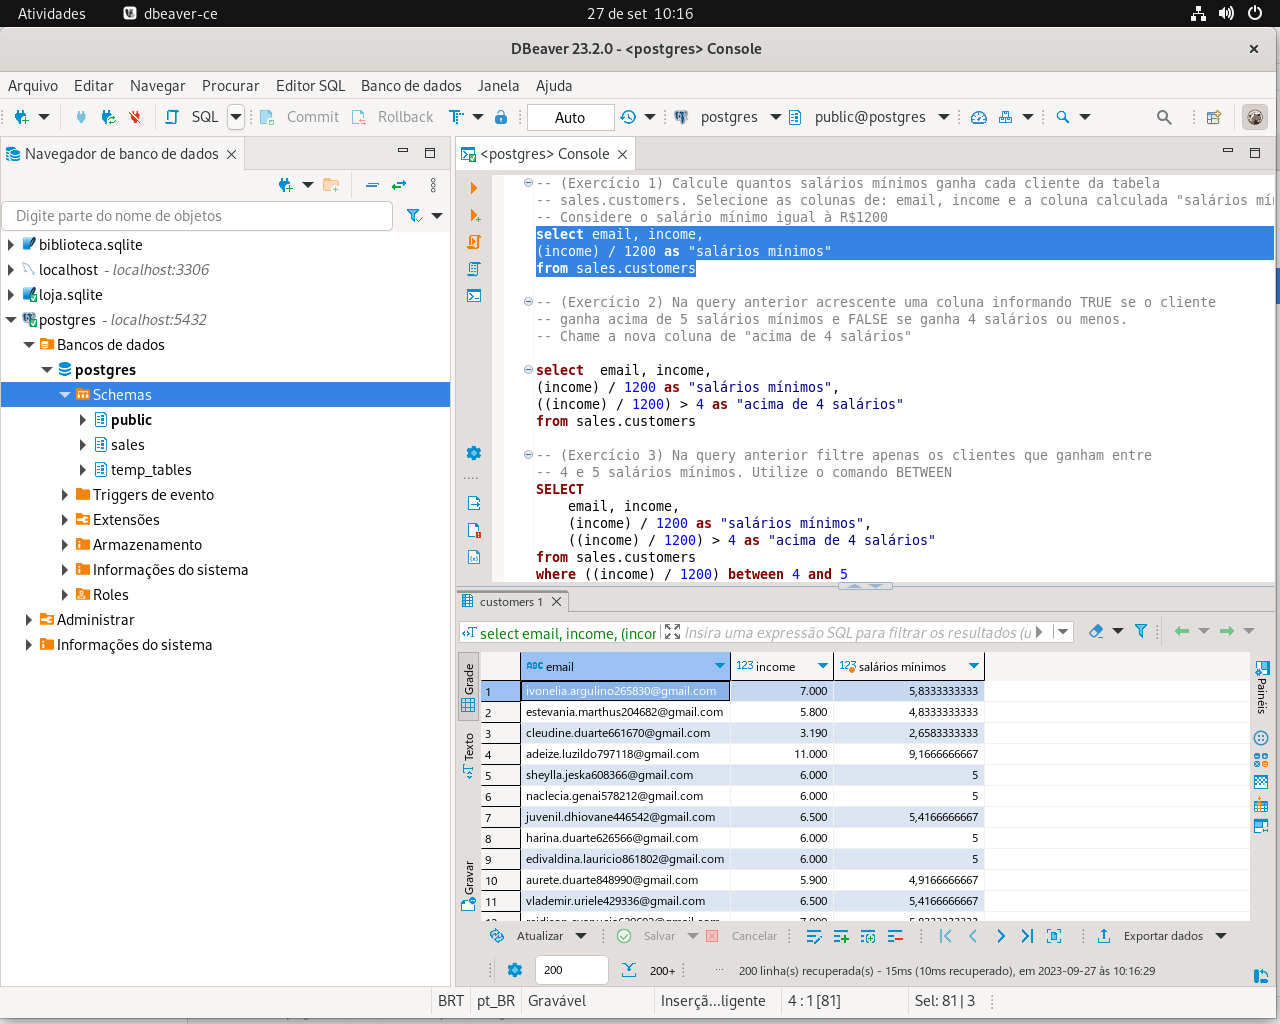 Atividades dbeaver-ce 27 de set 10:16
DBeaver 23.2.0 - <postgres> Console
Arquivo Editar Navegar Procurar Editor SQL Banco de dados Janela Ajuda
SQL Commit Rollback Auto postgres public@postgres
Navegador de banco de dados
Digite parte do nome de objetos
biblioteca.sqlite
localhost - localhost:3306
loja.sqlite
postgres - localhost:5432
Bancos de dados
postgres
Schemas
public
sales
temp_tables
Triggers de evento
Extensões
Armazenamento
Informações do sistema
Roles
Administrar
Informações do sistema
<postgres> Console
-- (Exercício 1) Calcule quantos salários mínimos ganha cada cliente da tabela
-- sales.customers. Selecione as colunas de: email, income e a coluna calculada "salários
-- Considere o salário mínimo igual à R$1200
select email, income,
(income) / 1200 as "salários mínimos"
from sales.customers
-- (Exercício 2) Na query anterior acrescente uma coluna informando TRUE se o cliente
-- ganha acima de 5 salários mínimos e FALSE se ganha 4 salários ou menos.
-- Chame a nova coluna de "acima de 4 salários"
select  email, income,
(income) / 1200 as "salários mínimos",
((income) / 1200) > 4 as "acima de 4 salários"
from sales.customers
-- (Exercício 3) Na query anterior filtre apenas os clientes que ganham entre
-- 4 e 5 salários mínimos. Utilize o comando BETWEEN
SELECT
email, income,
(income) / 1200 as "salários mínimos",
((income) / 1200) > 4 as "acima de 4 salários"
from sales.customers
where ((income) / 1200) between 4 and 5
customers 1
select email, income, (incor Insira uma expressão SQL para filtrar os resultados (u
Grade
Texto
Gravar
Painéis
ABC email 123 income 123 salários mínimos
1 ivonelia.argulino265830@gmail.com 7.000 5,8333333333
2 estevania.marthus204682@gmail.com 5.800 4,8333333333
3 cleudine.duarte661670@gmail.com 3.190 2,6583333333
4 adeize.luzildo797118@gmail.com 11.000 9,1666666667
5 sheylla.jeska608366@gmail.com 6.000 5
6 naclecia.genai578212@gmail.com 6.000 5
7 juvenil.dhiovane446542@gmail.com 6.500 5,4166666667
8 harina.duarte626566@gmail.com 6.000 5
9 edivaldina.lauricio861802@gmail.com 6.000 5
10 aurete.duarte848990@gmail.com 5.900 4,9166666667
11 vlademir.uriele429336@gmail.com 6.500 5,4166666667
Atualizar Salvar Cancelar Exportar dados
200 200+ ... 200 linha(s) recuperada(s) - 15ms (10ms recuperado), em 2023-09-27 às 10:16:29
BRT pt_BR Gravável Inserçã...ligente 4 : 1 [81] Sel: 81 | 3